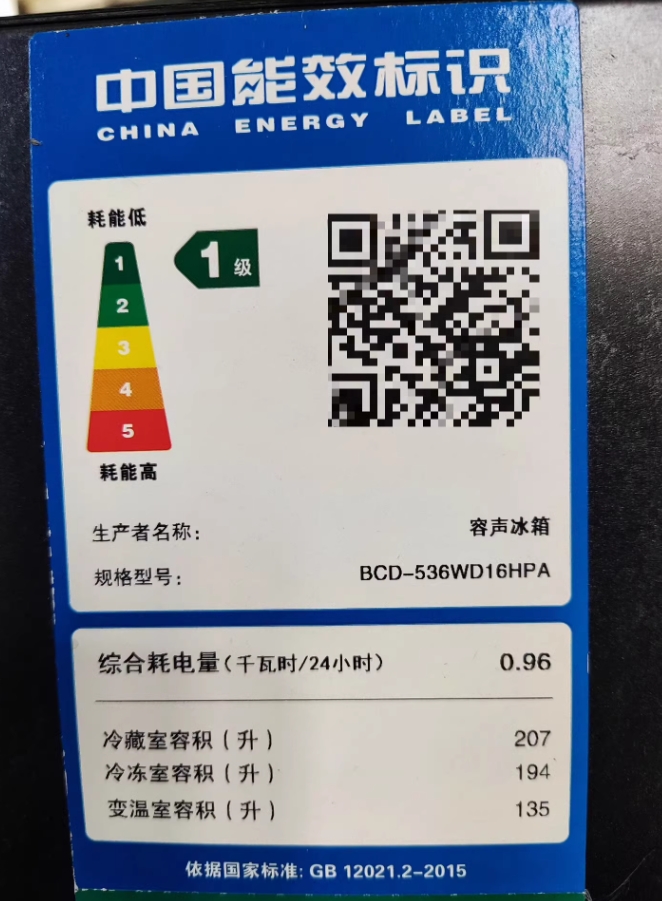 中国能效标识
CHINA ENERGY LABEL
耗能低
1
1级
2
3
4
5
耗能高
生产者名称: 容声冰箱
规格型号: BCD-536WD16HPA
综合耗电量(千瓦时/24小时) 0.96
冷藏室容积(升) 207
冷冻室容积(升) 194
变温室容积(升) 135
依据国家标准: GB 12021.2-2015